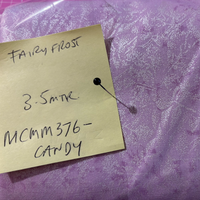 FAIRY FROST
3.5MTR
MCMM376-
CANDY